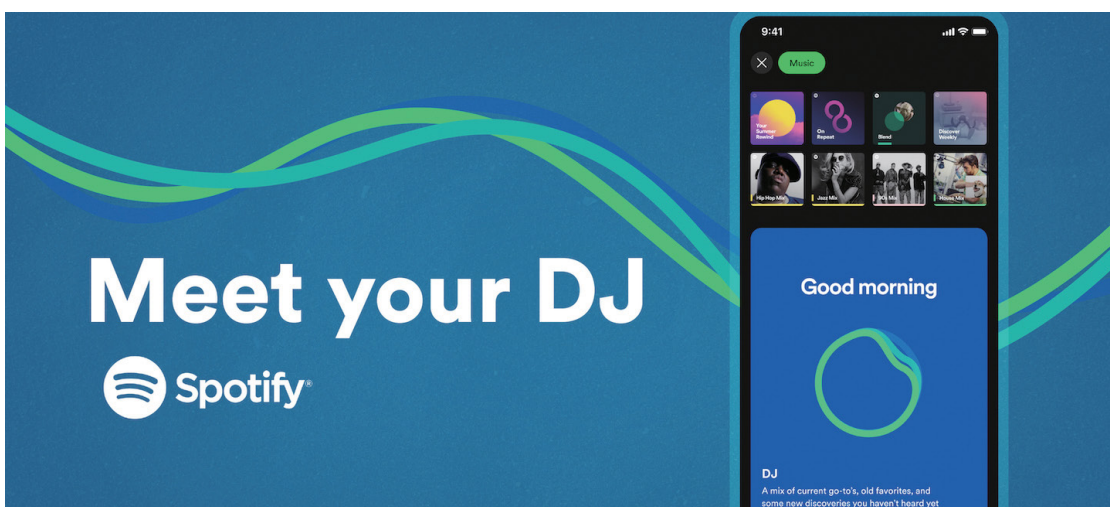 Meet your DJ
Spotify®
9:41
Music
Your
Summer
Rewind
On
Repeat
Blend
Discover
Weekly
Hip Hop Mix
Jazz Mix
90s Mix
House Mix
Good morning
DJ
A mix of current go-to's, old favorites, and
some new discoveries you haven't heard yet